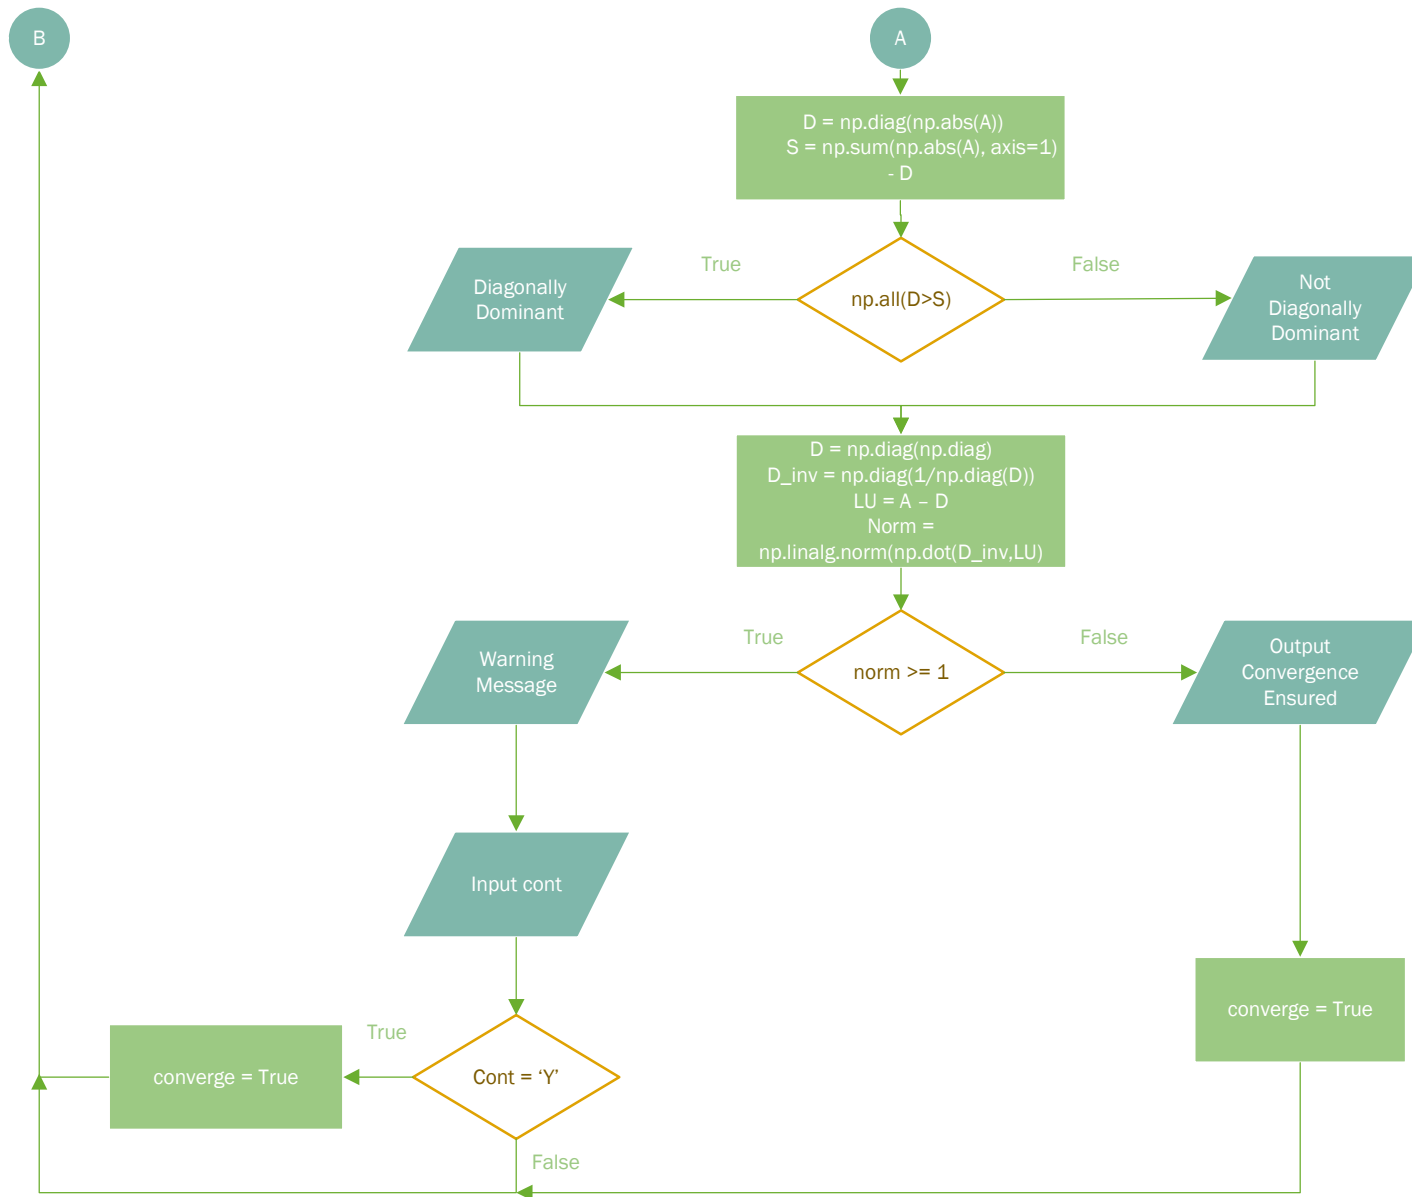 B
A
D = np.diag(np.abs(A))
S = np.sum(np.abs(A), axis=1)
- D
True
False
Diagonally
Dominant
np.all(D>S)
Not
Diagonally
Dominant
D = np.diag(np.diag)
D_inv = np.diag(1/np.diag(D))
LU = A – D
Norm =
np.linalg.norm(np.dot(D_inv,LU)
True
False
Warning
Message
norm >= 1
Output
Convergence
Ensured
Input cont
converge = True
True
converge = True
Cont = ‘Y’
False